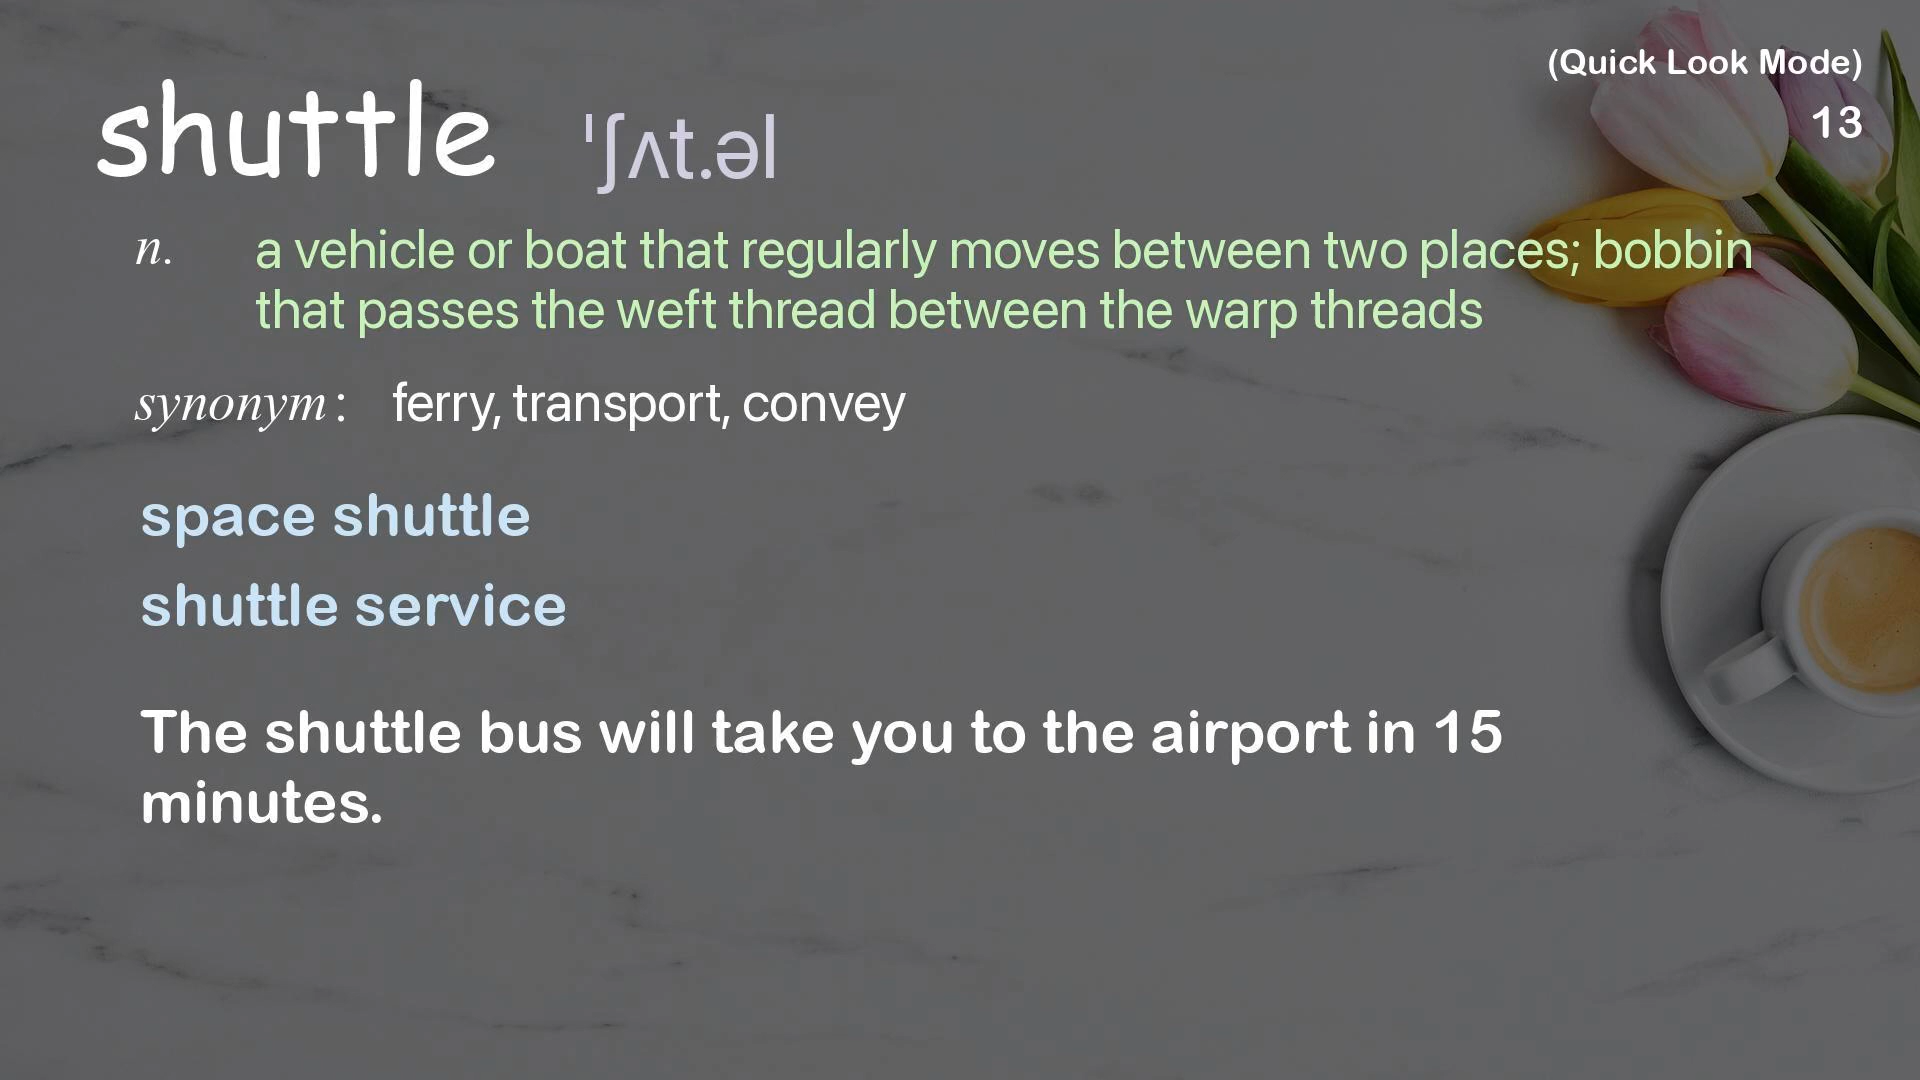 (Quick Look Mode)
13
shuttle ˈʃʌt.əl
n. a vehicle or boat that regularly moves between two places; bobbin
that passes the weft thread between the warp threads
synonym: ferry, transport, convey
space shuttle
shuttle service
The shuttle bus will take you to the airport in 15
minutes.